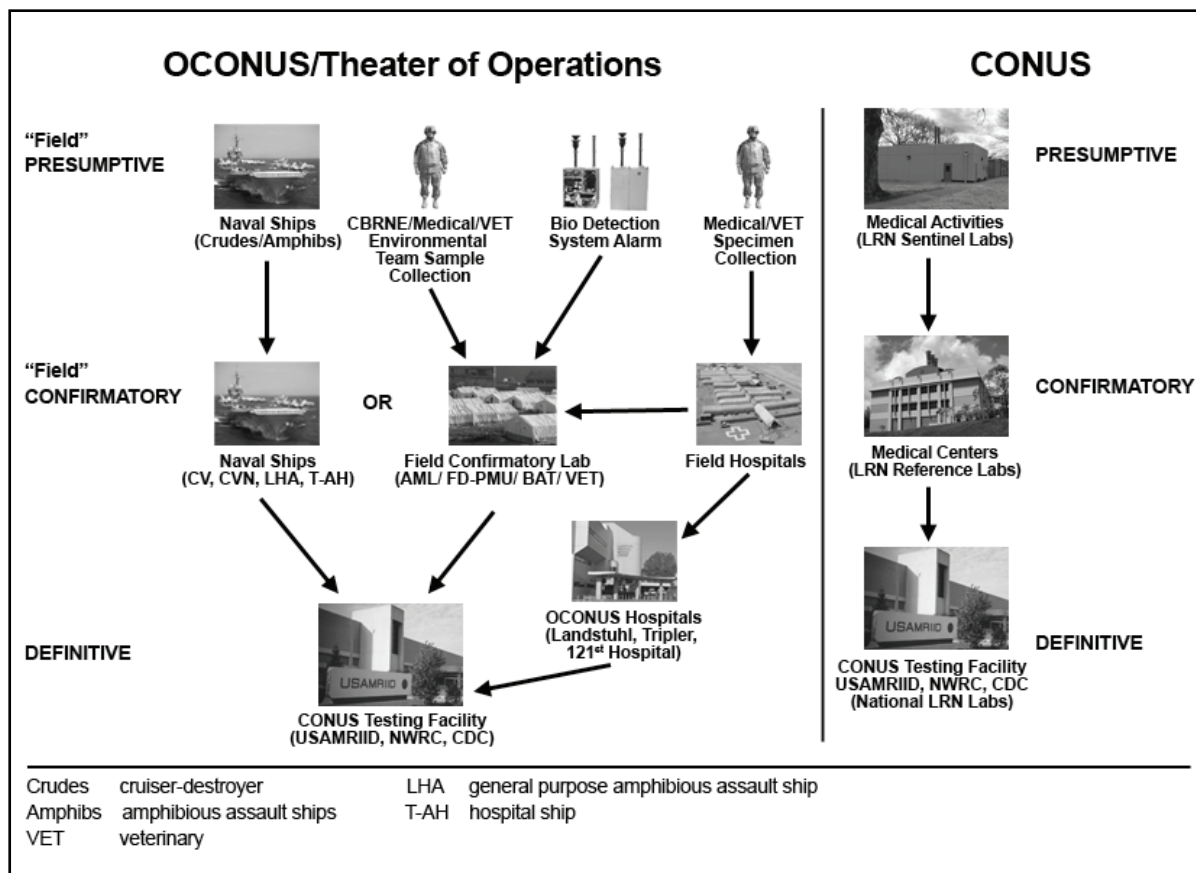 OCONUS/Theater of Operations
CONUS
“Field”
PRESUMPTIVE
Naval Ships
(Crudes/Amphibs)
CBRNE/Medical/VET
Environmental
Team Sample
Collection
Bio Detection
System Alarm
Medical/VET
Specimen
Collection
Medical Activities
(LRN Sentinel Labs)
PRESUMPTIVE
“Field”
CONFIRMATORY
Naval Ships
(CV, CVN, LHA, T-AH)
OR
Field Confirmatory Lab
(AML/ FD-PMU/ BAT/ VET)
Field Hospitals
Medical Centers
(LRN Reference Labs)
CONFIRMATORY
DEFINITIVE
USAMRIID
CONUS Testing Facility
(USAMRIID, NWRC, CDC)
OCONUS Hospitals
(Landstuhl, Tripler,
121st Hospital)
USAMRIID
CONUS Testing Facility
USAMRIID, NWRC, CDC
(National LRN Labs)
DEFINITIVE
Crudes cruiser-destroyer
Amphibs amphibious assault ships
VET veterinary
LHA general purpose amphibious assault ship
T-AH hospital ship